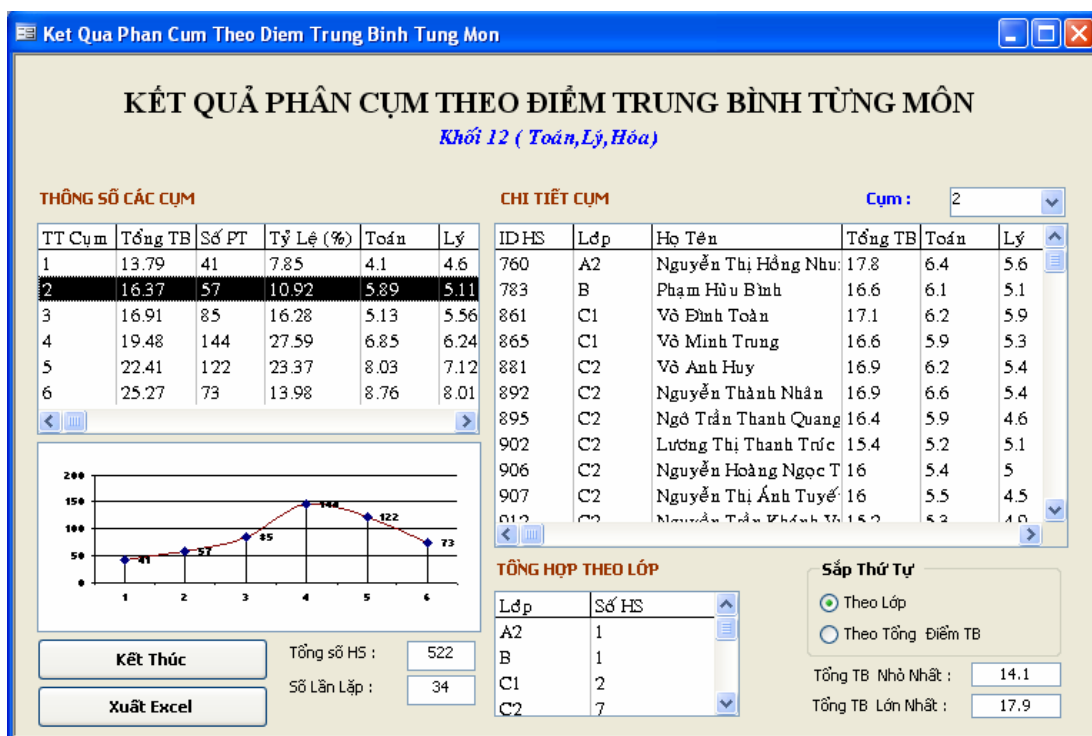 Ket Qua Phan Cum Theo Diem Trung Binh Tung Mon
KẾT QUẢ PHÂN CỤM THEO ĐIỂM TRUNG BÌNH TỪNG MÔN
Khối 12 ( Toán,Lý,Hóa)
THÔNG SỐ CÁC CỤM
TT Cụm Tổng TB Số PT Tỷ Lệ (%) Toán Lý
1 13.79 41 7.85 4.1 4.6
2 16.37 57 10.92 5.89 5.11
3 16.91 85 16.28 5.13 5.56
4 19.48 144 27.59 6.85 6.24
5 22.41 122 23.37 8.03 7.12
6 25.27 73 13.98 8.76 8.01
200
150
100
50
0
41 57 85 144 122 73
1 2 3 4 5 6
Kết Thúc
Xuất Excel
Tổng số HS : 522
Số Lần Lặp : 34
CHI TIẾT CỤM
Cụm : 2
ID HS Lớp Họ Tên Tổng TB Toán Lý
760 A2 Nguyễn Thị Hồng Nhu 17.8 6.4 5.6
783 B Phạm Hữu Bình 16.6 6.1 5.1
861 C1 Võ Đình Toàn 17.1 6.2 5.9
865 C1 Võ Minh Trung 16.6 5.9 5.3
881 C2 Võ Anh Huy 16.9 6.2 5.4
892 C2 Nguyễn Thành Nhân 16.9 6.6 5.4
895 C2 Ngô Trần Thanh Quang 16.4 5.9 4.6
902 C2 Lương Thị Thanh Trúc 15.4 5.2 5.1
906 C2 Nguyễn Hoàng Ngọc T 16 5.4 5
907 C2 Nguyễn Thị Ánh Tuyế 16 5.5 4.5
912 C2 Nguyễn Trần Khánh V 15.2 5.3 4.9
TỔNG HỢP THEO LỚP
Lớp Số HS
A2 1
B 1
C1 2
C2 7
Sắp Thứ Tự
Theo Lớp
Theo Tổng Điểm TB
Tổng TB Nhỏ Nhất : 14.1
Tổng TB Lớn Nhất : 17.9